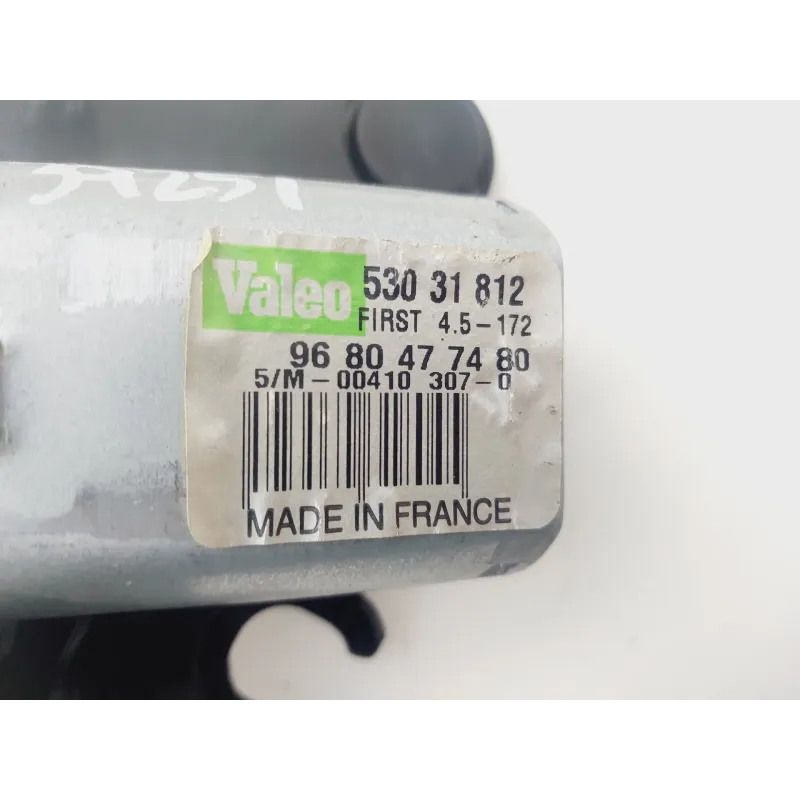 Valeo 530 31 812
FIRST 4.5-172
96 80 47 74 80
5/M-00410 307-0
MADE IN FRANCE